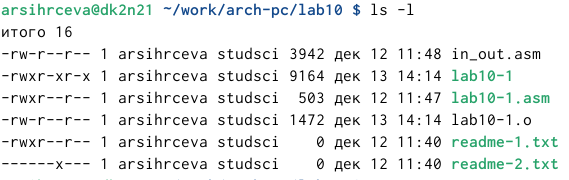 arsihrceva@dk2n21 ~/work/arch-pc/lab10 $ ls -l
итого 16
-rw-r--r-- 1 arsihrceva studsci 3942 дек 12 11:48 in_out.asm
-rwxr-xr-x 1 arsihrceva studsci 9164 дек 13 14:14 lab10-1
-rwxr--r-- 1 arsihrceva studsci  503 дек 12 11:47 lab10-1.asm
-rw-r--r-- 1 arsihrceva studsci 1472 дек 13 14:14 lab10-1.o
-rwxr--r-- 1 arsihrceva studsci    0 дек 12 11:40 readme-1.txt
------x--- 1 arsihrceva studsci    0 дек 12 11:40 readme-2.txt